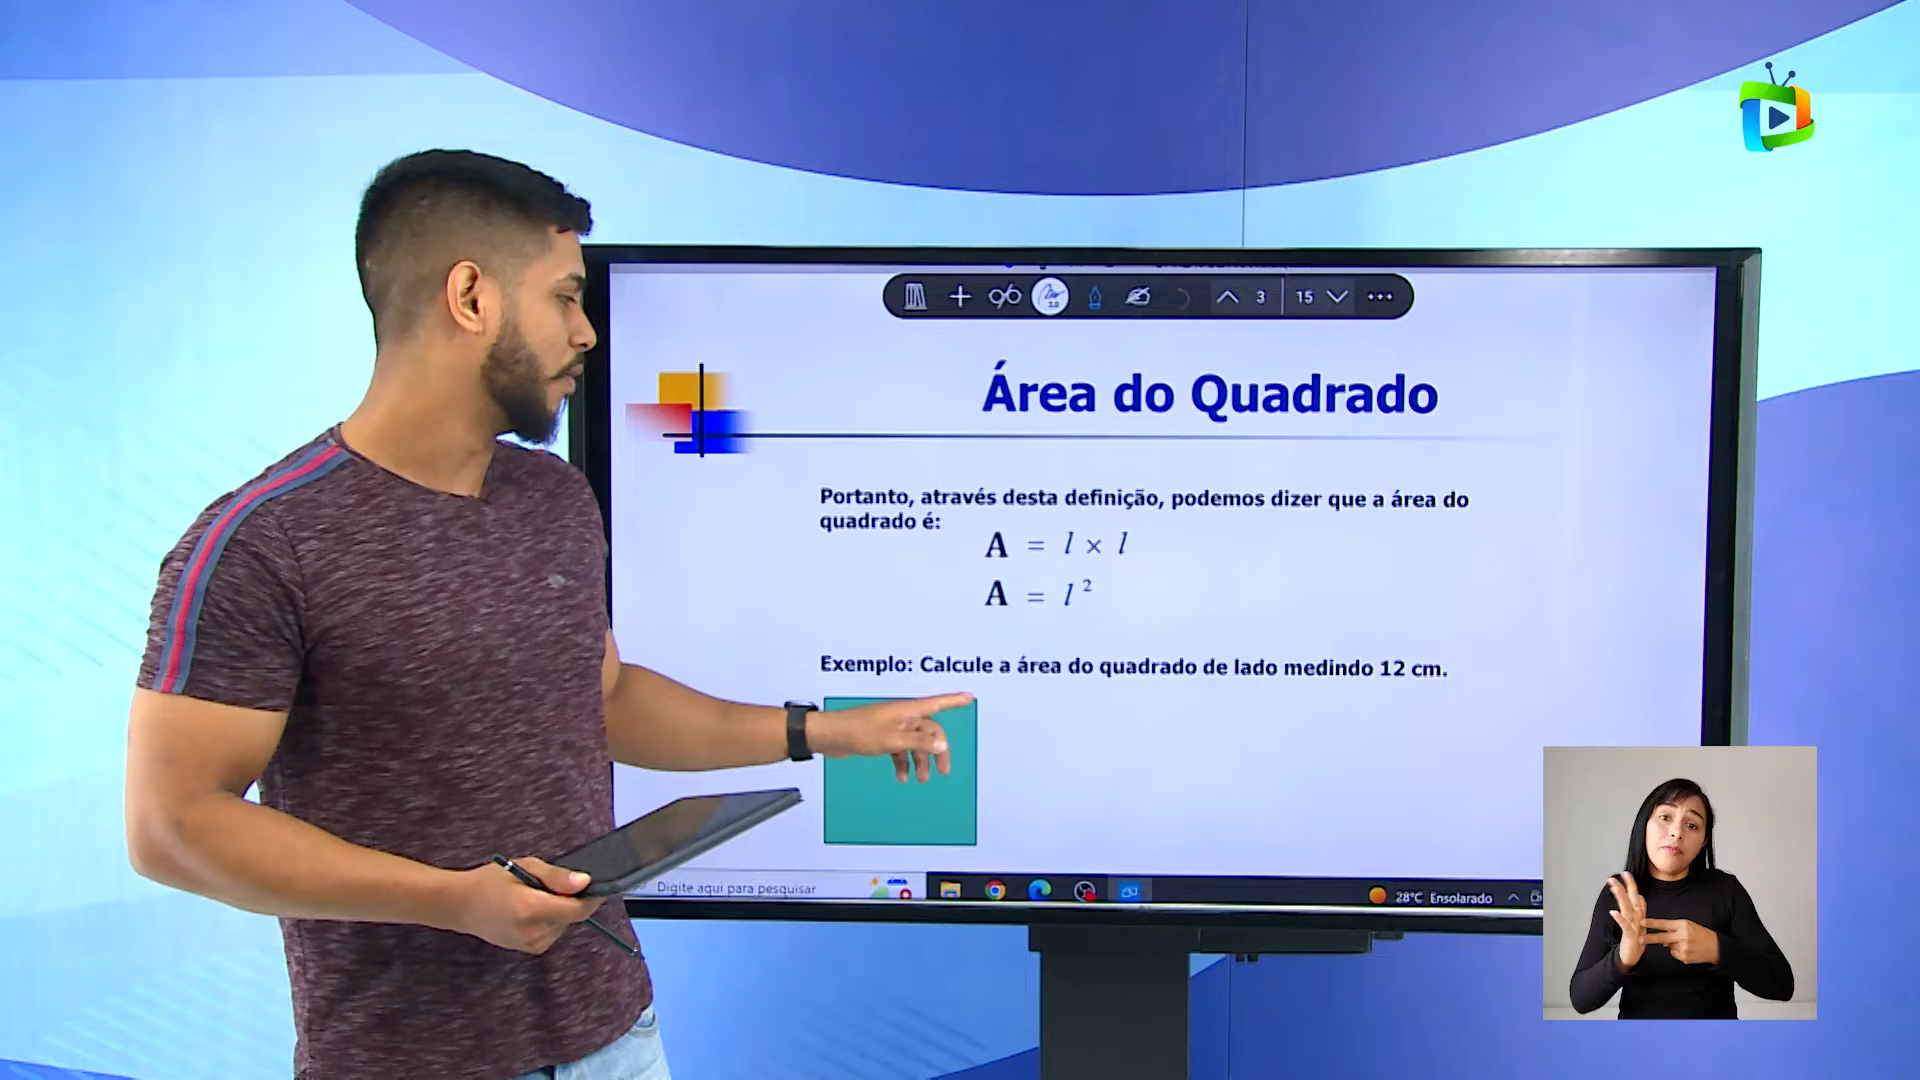 3 15
Área do Quadrado
Portanto, através desta definição, podemos dizer que a área do
quadrado é:
A = l × l
A = l²
Exemplo: Calcule a área do quadrado de lado medindo 12 cm.
Digite aqui para pesquisar
28°C Ensolarado